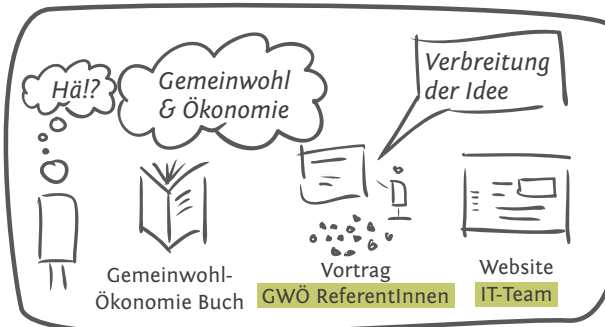 Hä!?
Gemeinwohl
& Ökonomie
Verbreitung
der Idee
Gemeinwohl-
Ökonomie Buch
Vortrag
GWÖ ReferentInnen
Website
IT-Team